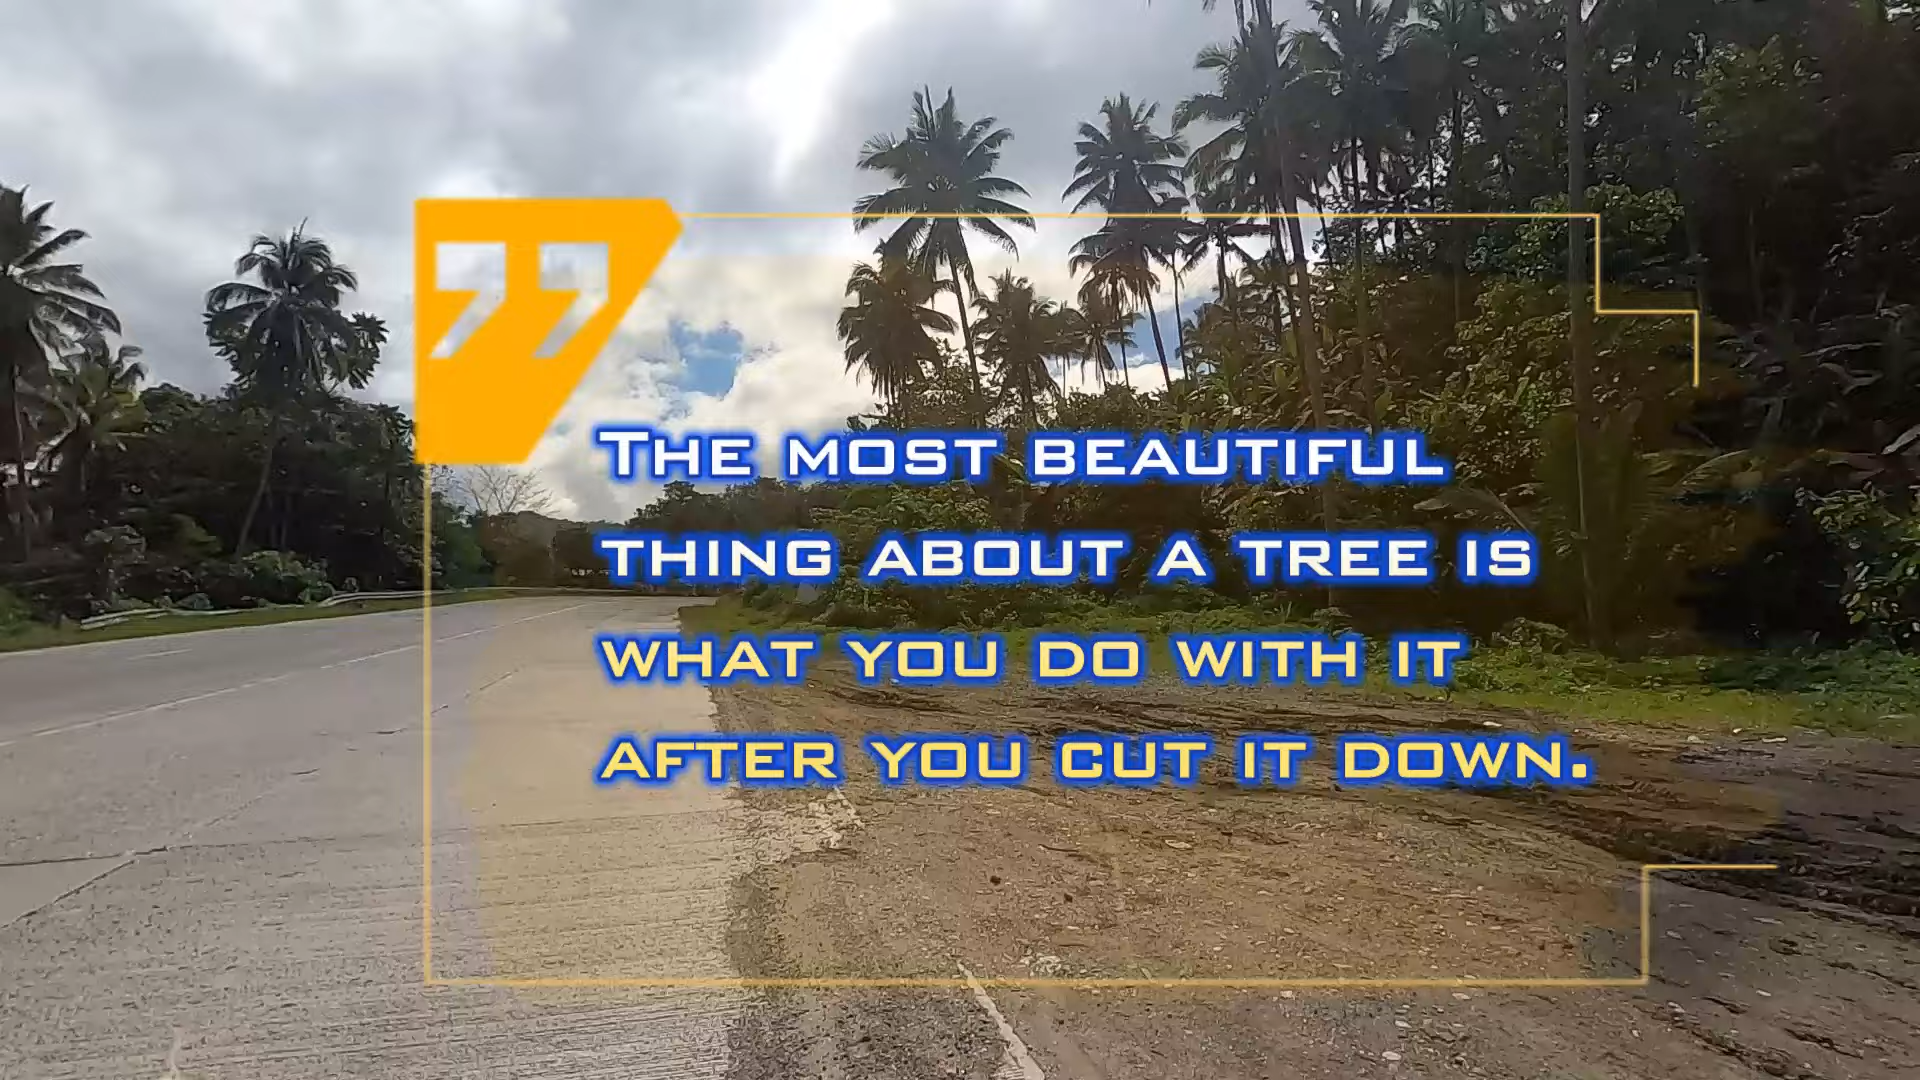 The most beautiful
thing about a tree is
what you do with it
after you cut it down.